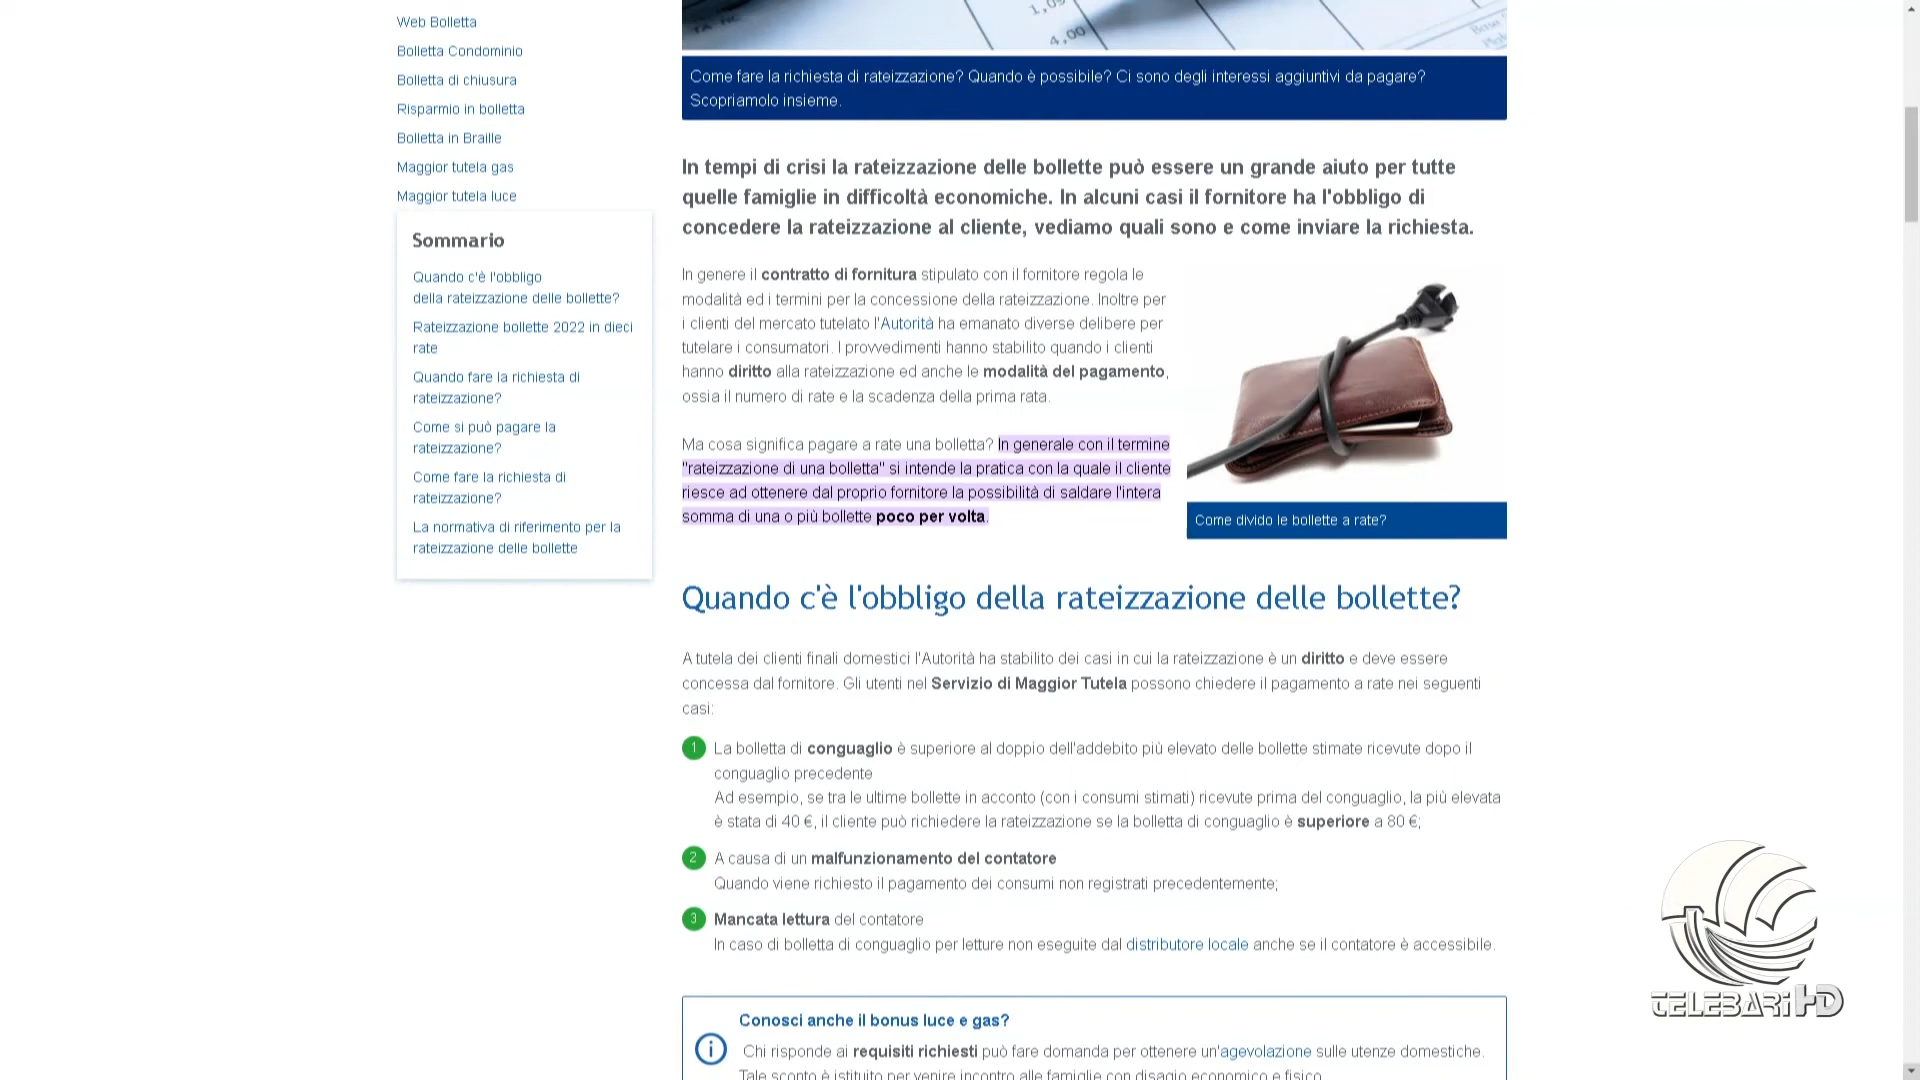 Web Bolletta
Bolletta Condominio
Bolletta di chiusura
Risparmio in bolletta
Bolletta in Braille
Maggior tutela gas
Maggior tutela luce
Sommario
Quando c'è l'obbligo
della rateizzazione delle bollette?
Rateizzazione bollette 2022 in dieci
rate
Quando fare la richiesta di
rateizzazione?
Come si può pagare la
rateizzazione?
Come fare la richiesta di
rateizzazione?
La normativa di riferimento per la
rateizzazione delle bollette
1,09
4,00
Come fare la richiesta di rateizzazione? Quando è possibile? Ci sono degli interessi aggiuntivi da pagare?
Scopriamolo insieme.
In tempi di crisi la rateizzazione delle bollette può essere un grande aiuto per tutte
quelle famiglie in difficoltà economiche. In alcuni casi il fornitore ha l'obbligo di
concedere la rateizzazione al cliente, vediamo quali sono e come inviare la richiesta.
In genere il contratto di fornitura stipulato con il fornitore regola le
modalità ed i termini per la concessione della rateizzazione. Inoltre per
i clienti del mercato tutelato l'Autorità ha emanato diverse delibere per
tutelare i consumatori. I provvedimenti hanno stabilito quando i clienti
hanno diritto alla rateizzazione ed anche le modalità del pagamento,
ossia il numero di rate e la scadenza della prima rata.
Ma cosa significa pagare a rate una bolletta? In generale con il termine
"rateizzazione di una bolletta" si intende la pratica con la quale il cliente
riesce ad ottenere dal proprio fornitore la possibilità di saldare l'intera
somma di una o più bollette poco per volta.
Come divido le bollette a rate?
Quando c'è l'obbligo della rateizzazione delle bollette?
A tutela dei clienti finali domestici l'Autorità ha stabilito dei casi in cui la rateizzazione è un diritto e deve essere
concessa dal fornitore. Gli utenti nel Servizio di Maggior Tutela possono chiedere il pagamento a rate nei seguenti
casi:
1 La bolletta di conguaglio è superiore al doppio dell'addebito più elevato delle bollette stimate ricevute dopo il
conguaglio precedente
Ad esempio, se tra le ultime bollette in acconto (con i consumi stimati) ricevute prima del conguaglio, la più elevata
è stata di 40 €, il cliente può richiedere la rateizzazione se la bolletta di conguaglio è superiore a 80 €;
2 A causa di un malfunzionamento del contatore
Quando viene richiesto il pagamento dei consumi non registrati precedentemente;
3 Mancata lettura del contatore
In caso di bolletta di conguaglio per letture non eseguite dal distributore locale anche se il contatore è accessibile.
Conosci anche il bonus luce e gas?
Chi risponde ai requisiti richiesti può fare domanda per ottenere un'agevolazione sulle utenze domestiche.
Tale sconto è istituito per venire incontro alle famiglie con disagio economico e fisico.
TELEBARI HD